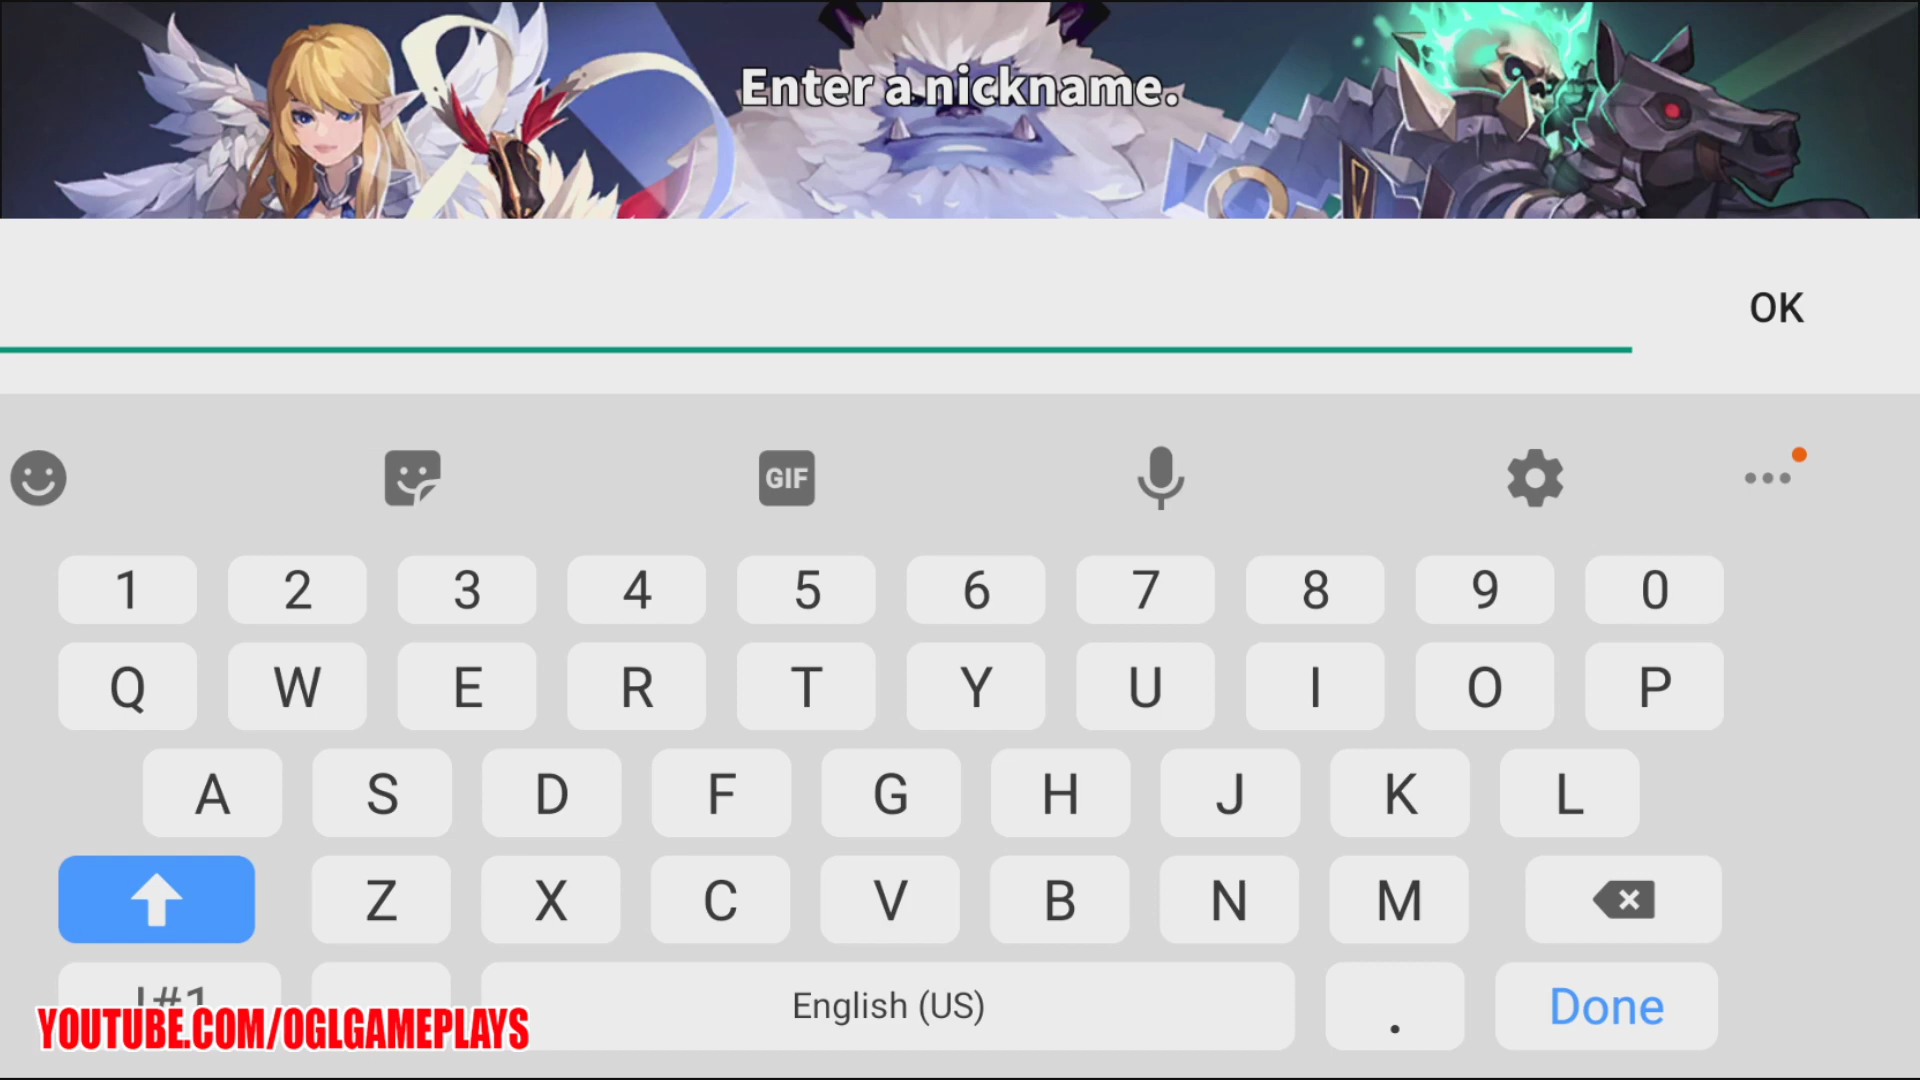 Enter a nickname.
OK
GIF
1 2 3 4 5 6 7 8 9 0
Q W E R T Y U I O P
A S D F G H J K L
Z X C V B N M
!#1 English (US) . Done
YOUTUBE.COM/OGLGAMEPLAYS